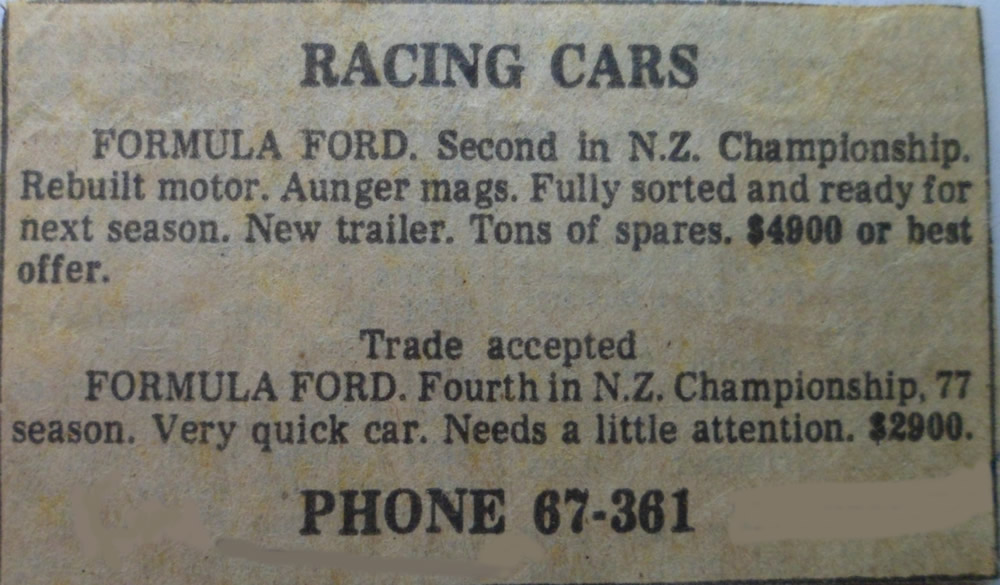 RACING CARS
FORMULA FORD. Second in N.Z. Championship.
Rebuilt motor. Aunger mags. Fully sorted and ready for
next season. New trailer. Tons of spares. $4900 or best
offer.
Trade accepted
FORMULA FORD. Fourth in N.Z. Championship, 77
season. Very quick car. Needs a little attention. $2900.
PHONE 67-361